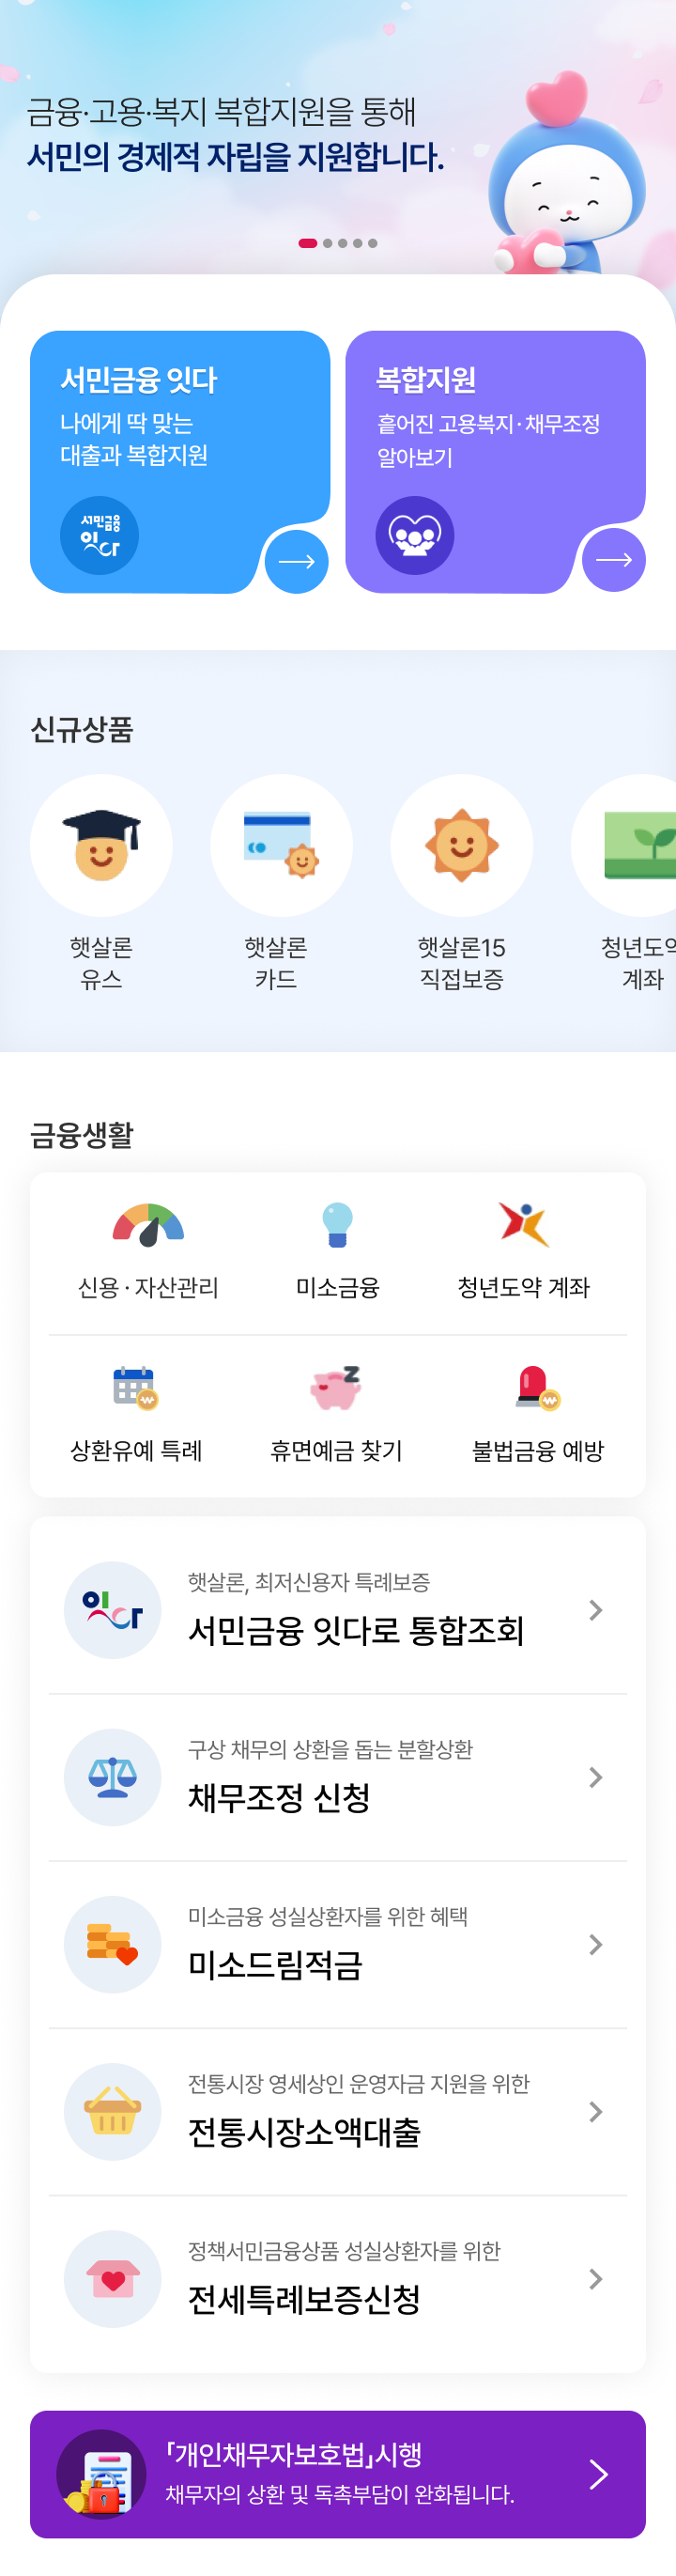 금융·고용·복지 복합지원을 통해
서민의 경제적 자립을 지원합니다.
서민금융 잇다
나에게 딱 맞는
대출과 복합지원
서민금융
잇다
복합지원
흩어진 고용복지·채무조정
알아보기
신규상품
햇살론
유스
햇살론
카드
햇살론15
직접보증
청년도약
계좌
금융생활
신용·자산관리
미소금융
청년도약 계좌
상환유예 특례
휴면예금 찾기
불법금융 예방
잇다
햇살론, 최저신용자 특례보증
서민금융 잇다로 통합조회
구상 채무의 상환을 돕는 분할상환
채무조정 신청
미소금융 성실상환자를 위한 혜택
미소드림적금
전통시장 영세상인 운영자금 지원을 위한
전통시장소액대출
정책서민금융상품 성실상환자를 위한
전세특례보증신청
「개인채무자보호법」시행
채무자의 상환 및 독촉부담이 완화됩니다.